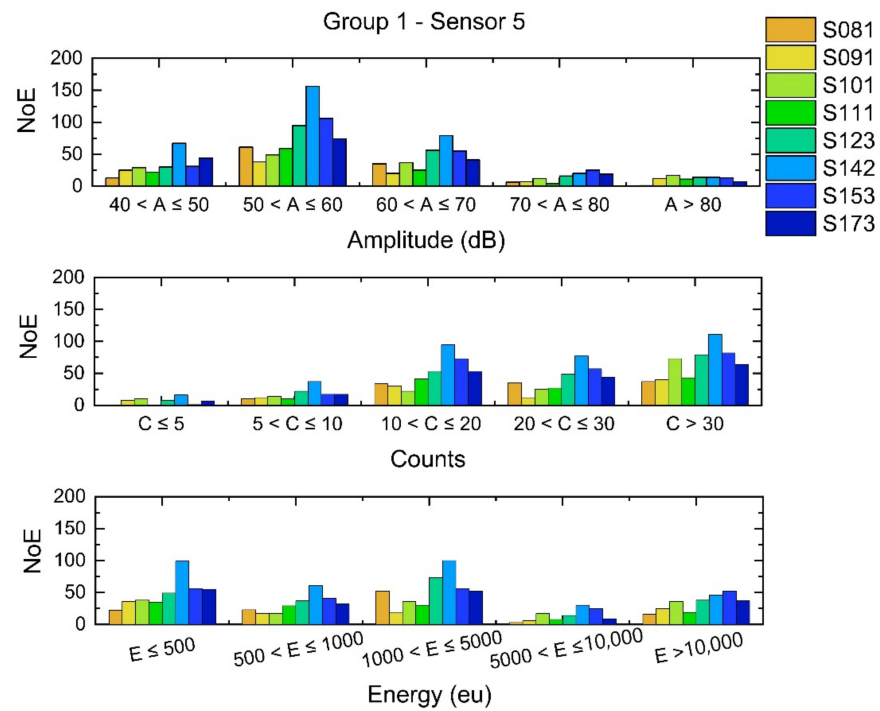 Group 1 - Sensor 5
S081
S091
S101
S111
S123
S142
S153
S173
NoE
200
150
100
50
0
40 < A ≤ 50 50 < A ≤ 60 60 < A ≤ 70 70 < A ≤ 80 A > 80
Amplitude (dB)
NoE
200
150
100
50
0
C ≤ 5 5 < C ≤ 10 10 < C ≤ 20 20 < C ≤ 30 C > 30
Counts
NoE
200
150
100
50
0
E ≤ 500 500 < E ≤ 1000 1000 < E ≤ 5000 5000 < E ≤10,000 E >10,000
Energy (eu)